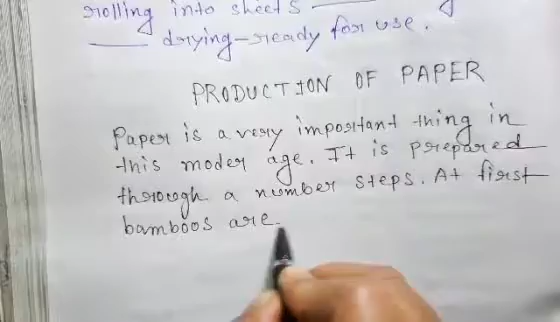 rolling into sheets
drying-ready for use.
PRODUCTION OF PAPER
Paper is a very important thing in
this moder age. It is prepared
through a number steps. At first
bamboos are